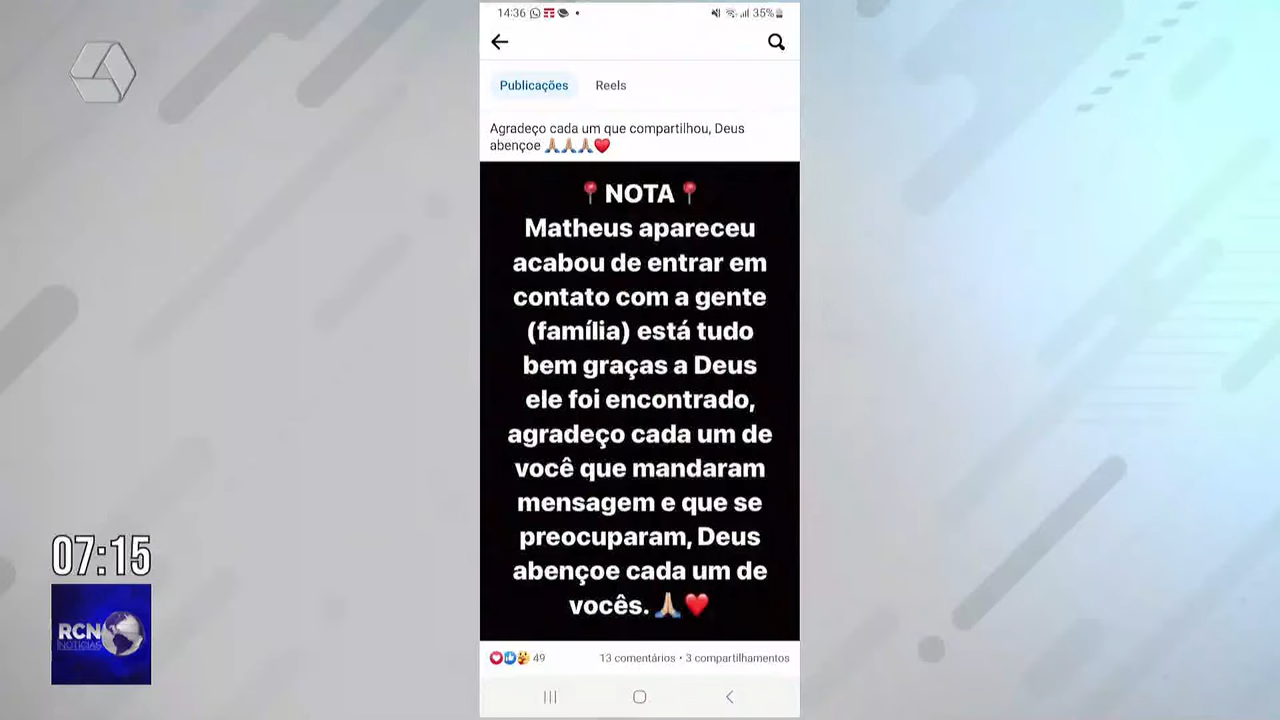 14:36
35%
Publicações Reels
Agradeço cada um que compartilhou, Deus
abençoe 🙏🏼🙏🏼🙏🏼❤️
📍NOTA📍
Matheus apareceu
acabou de entrar em
contato com a gente
(família) está tudo
bem graças a Deus
ele foi encontrado,
agradeço cada um de
você que mandaram
mensagem e que se
preocuparam, Deus
abençoe cada um de
vocês. 🙏🏼❤️
49
13 comentários • 3 compartilhamentos
07:15
RCN
NOTÍCIAS